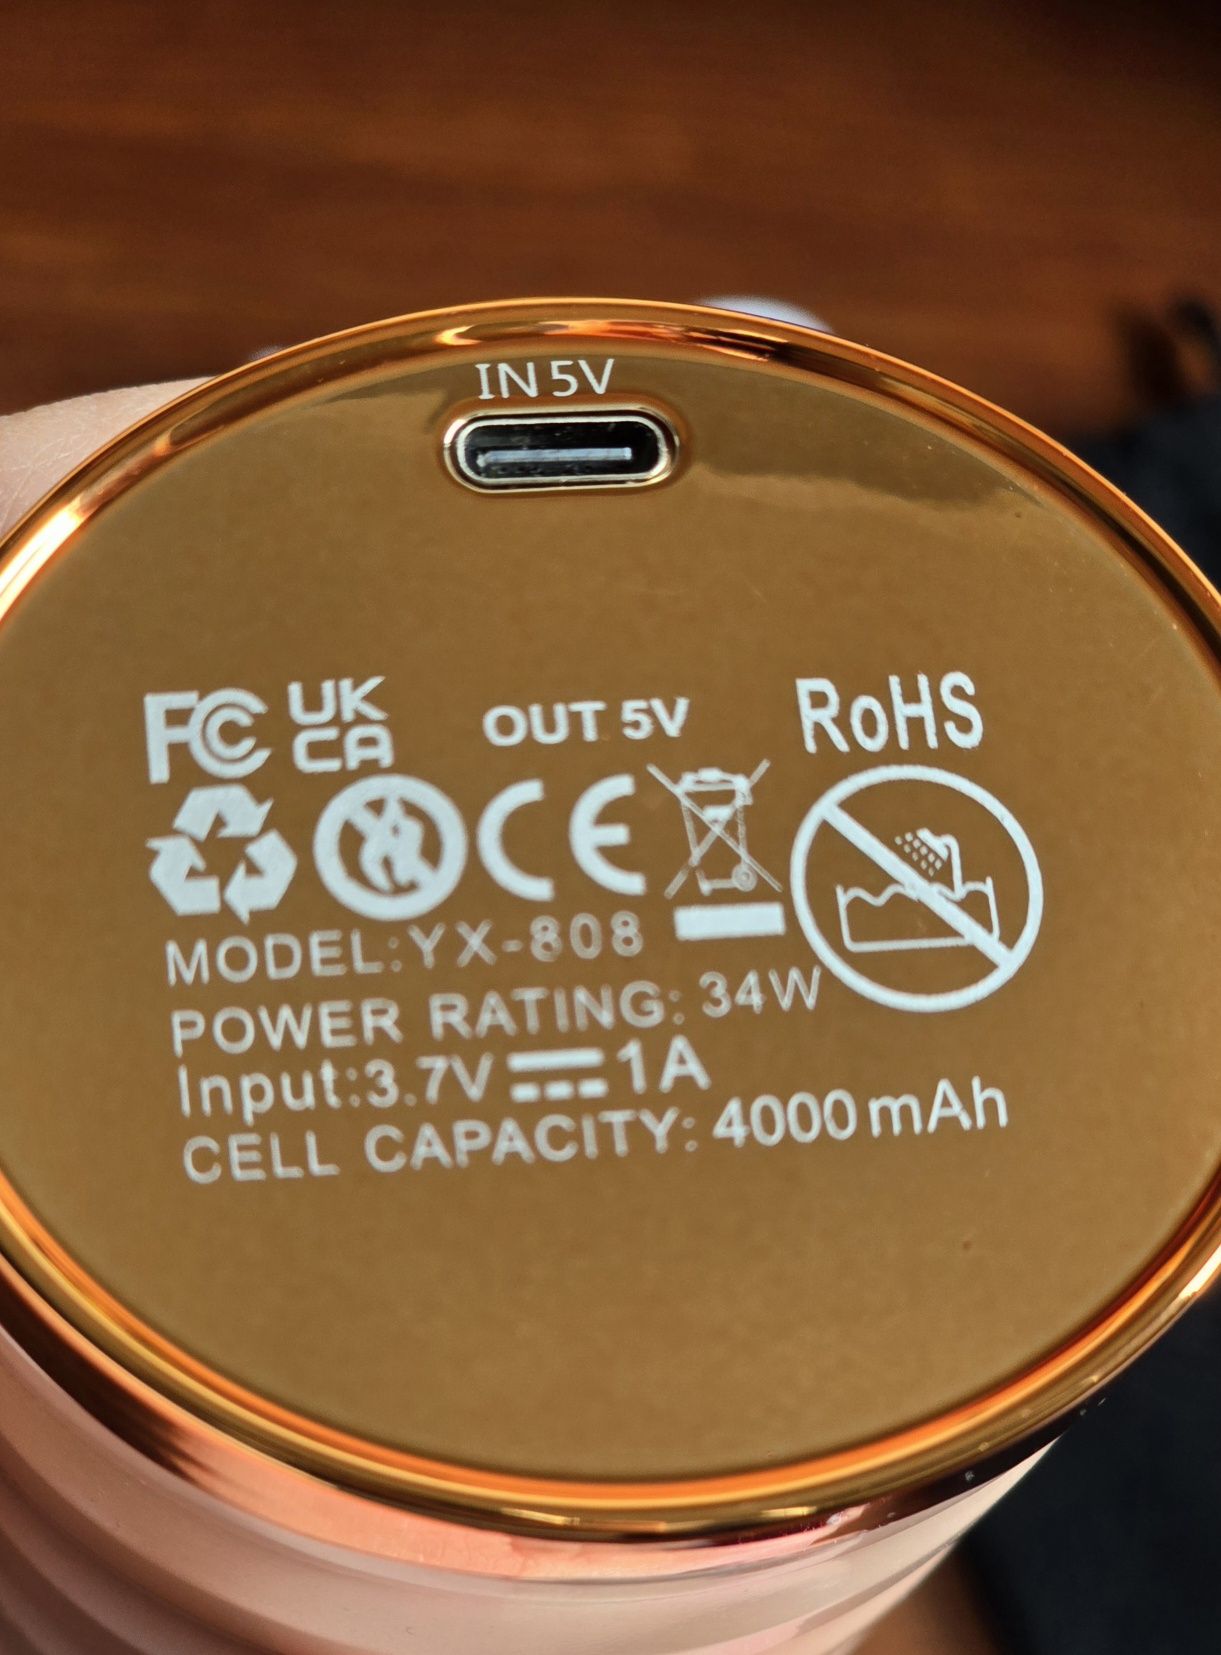 IN 5V
FC
UK
CA
OUT 5V
RoHS
CE
MODEL:YX-808
POWER RATING: 34W
Input:3.7V 1A
CELL CAPACITY: 4000mAh